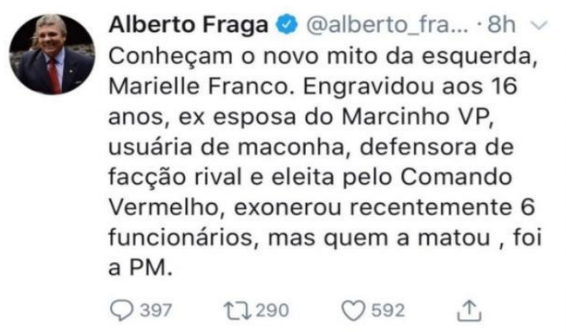 Alberto Fraga @alberto_fra... · 8h
Conheçam o novo mito da esquerda,
Marielle Franco. Engravidou aos 16
anos, ex esposa do Marcinho VP,
usuária de maconha, defensora de
facção rival e eleita pelo Comando
Vermelho, exonerou recentemente 6
funcionários, mas quem a matou , foi
a PM.
397 290 592